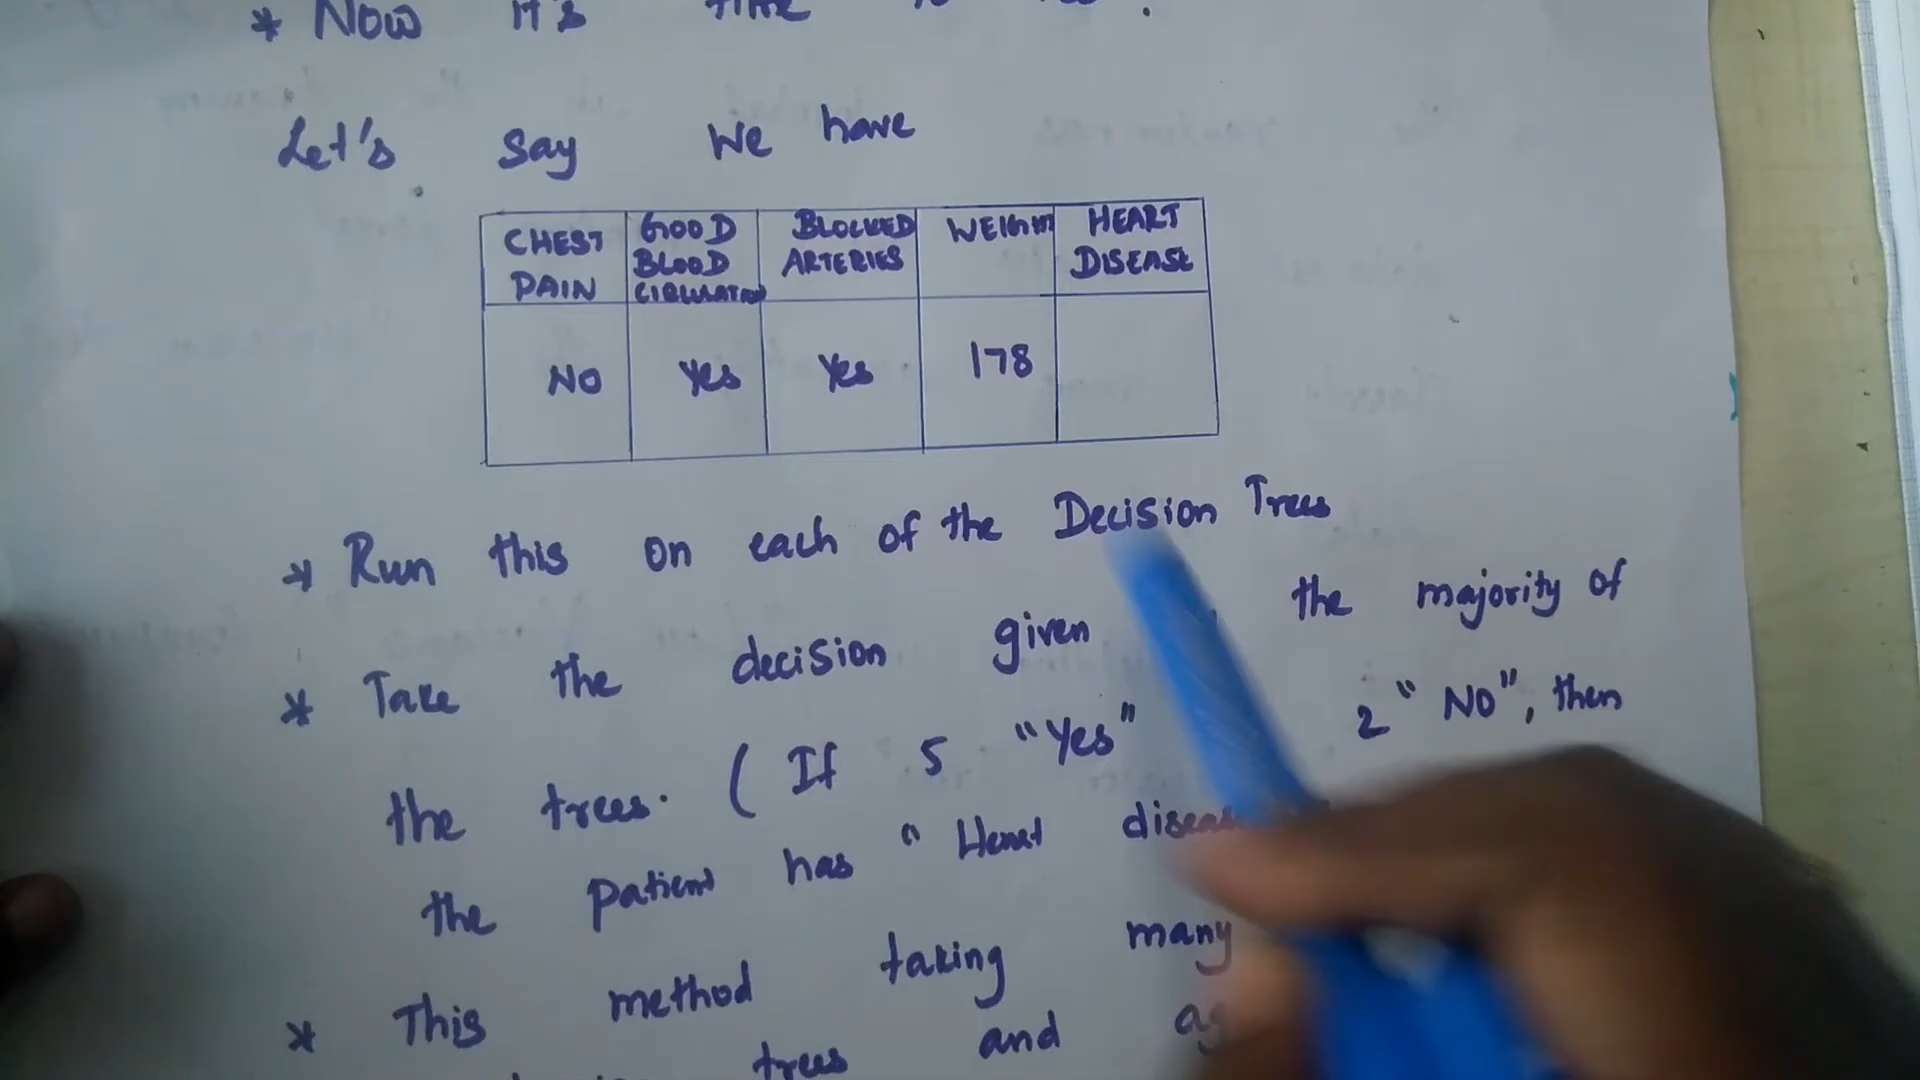 * Now it's
Let's say we have
CHEST PAIN GOOD BLOOD CIRCULATION BLOCKED ARTERIES WEIGHT HEART DISEASE
NO Yes Yes 178
* Run this on each of the Decision Trees
* Take the decision given the majority of
the trees. ( If 5 "Yes" 2 "NO", then
the patient has "Heart
* This method taking many
trees and